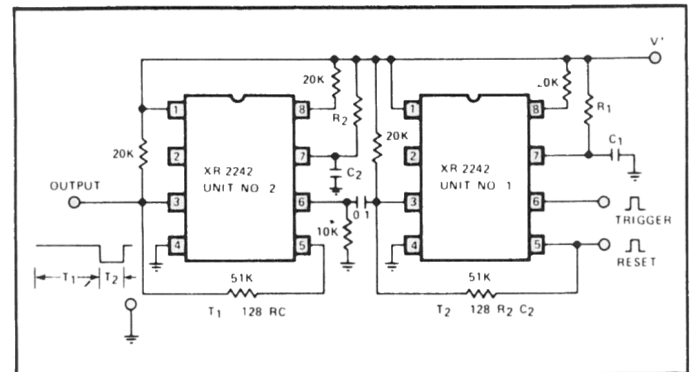 V+
20K
R2
20K
0K
R1
1
8
1
8
20K
2
XR 2242
UNIT NO 2
7
C2
2
XR 2242
UNIT NO 1
7
C1
OUTPUT
3
6
0 1
3
6
TRIGGER
10K
4
5
4
5
RESET
T1
T2
51K
51K
T1 128 RC
T2 128 R2 C2